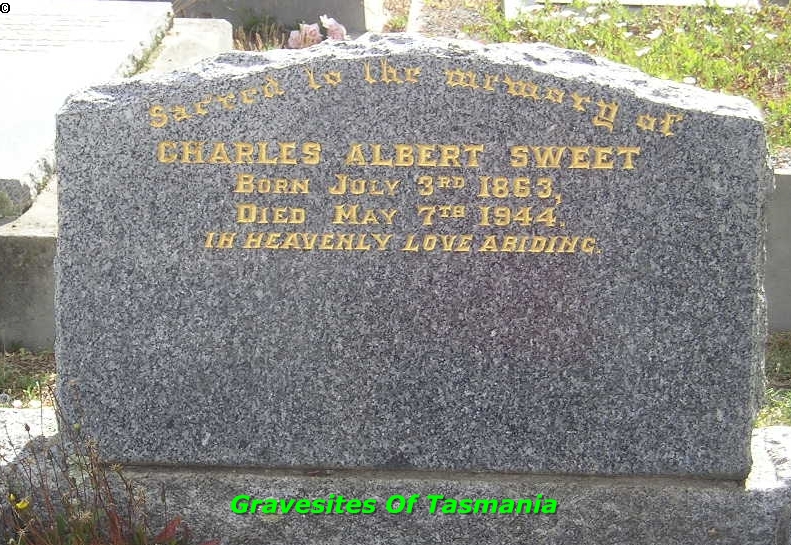 ©
Sacred to the memory of
CHARLES ALBERT SWEET
BORN JULY 3RD 1863,
DIED MAY 7TH 1944.
IN HEAVENLY LOVE ABIDING.
Gravesites Of Tasmania